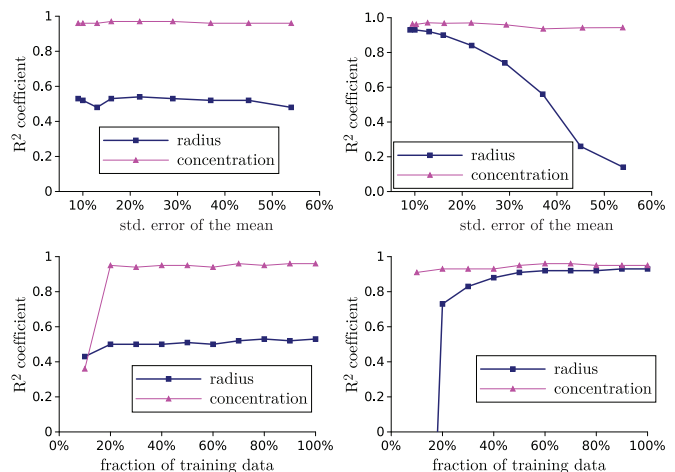 1
0.8
0.6
0.4
0.2
0
R² coefficient
radius
concentration
10% 20% 30% 40% 50% 60%
std. error of the mean
1.0
0.8
0.6
0.4
0.2
0.0
R² coefficient
radius
concentration
10% 20% 30% 40% 50% 60%
std. error of the mean
1
0.8
0.6
0.4
0.2
0
R² coefficient
radius
concentration
0% 20% 40% 60% 80% 100%
fraction of training data
1
0.8
0.6
0.4
0.2
0
R² coefficient
radius
concentration
0% 20% 40% 60% 80% 100%
fraction of training data